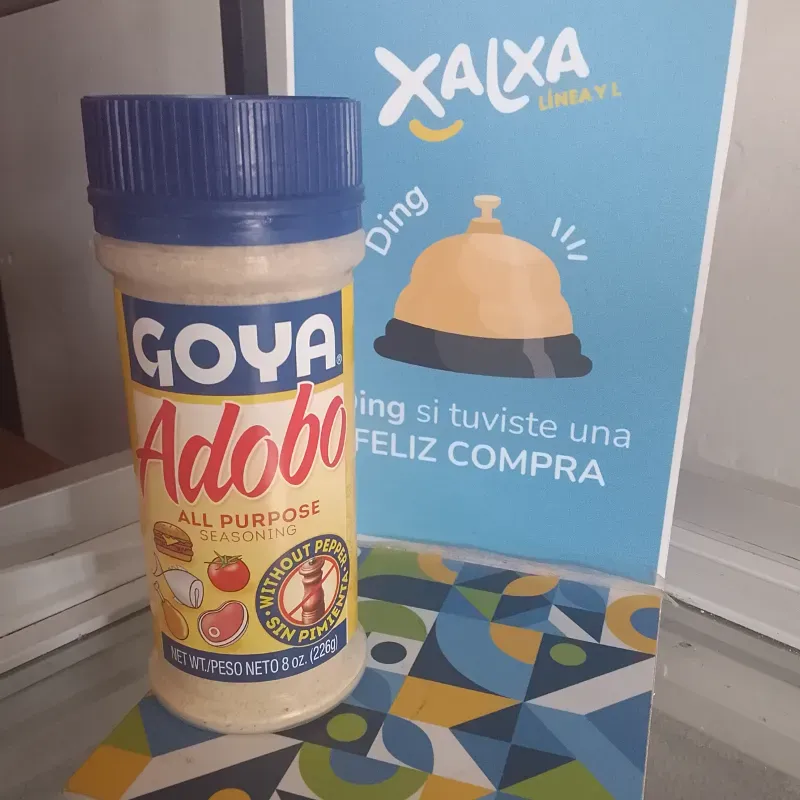 GOYA®
Adobo
ALL PURPOSE
SEASONING
WITHOUT PEPPER
SIN PIMIENTA
NET WT./PESO NETO 8 oz. (226g)
XALXA
LÍNEA Y L
Ding
ing si tuviste una
FELIZ COMPRA